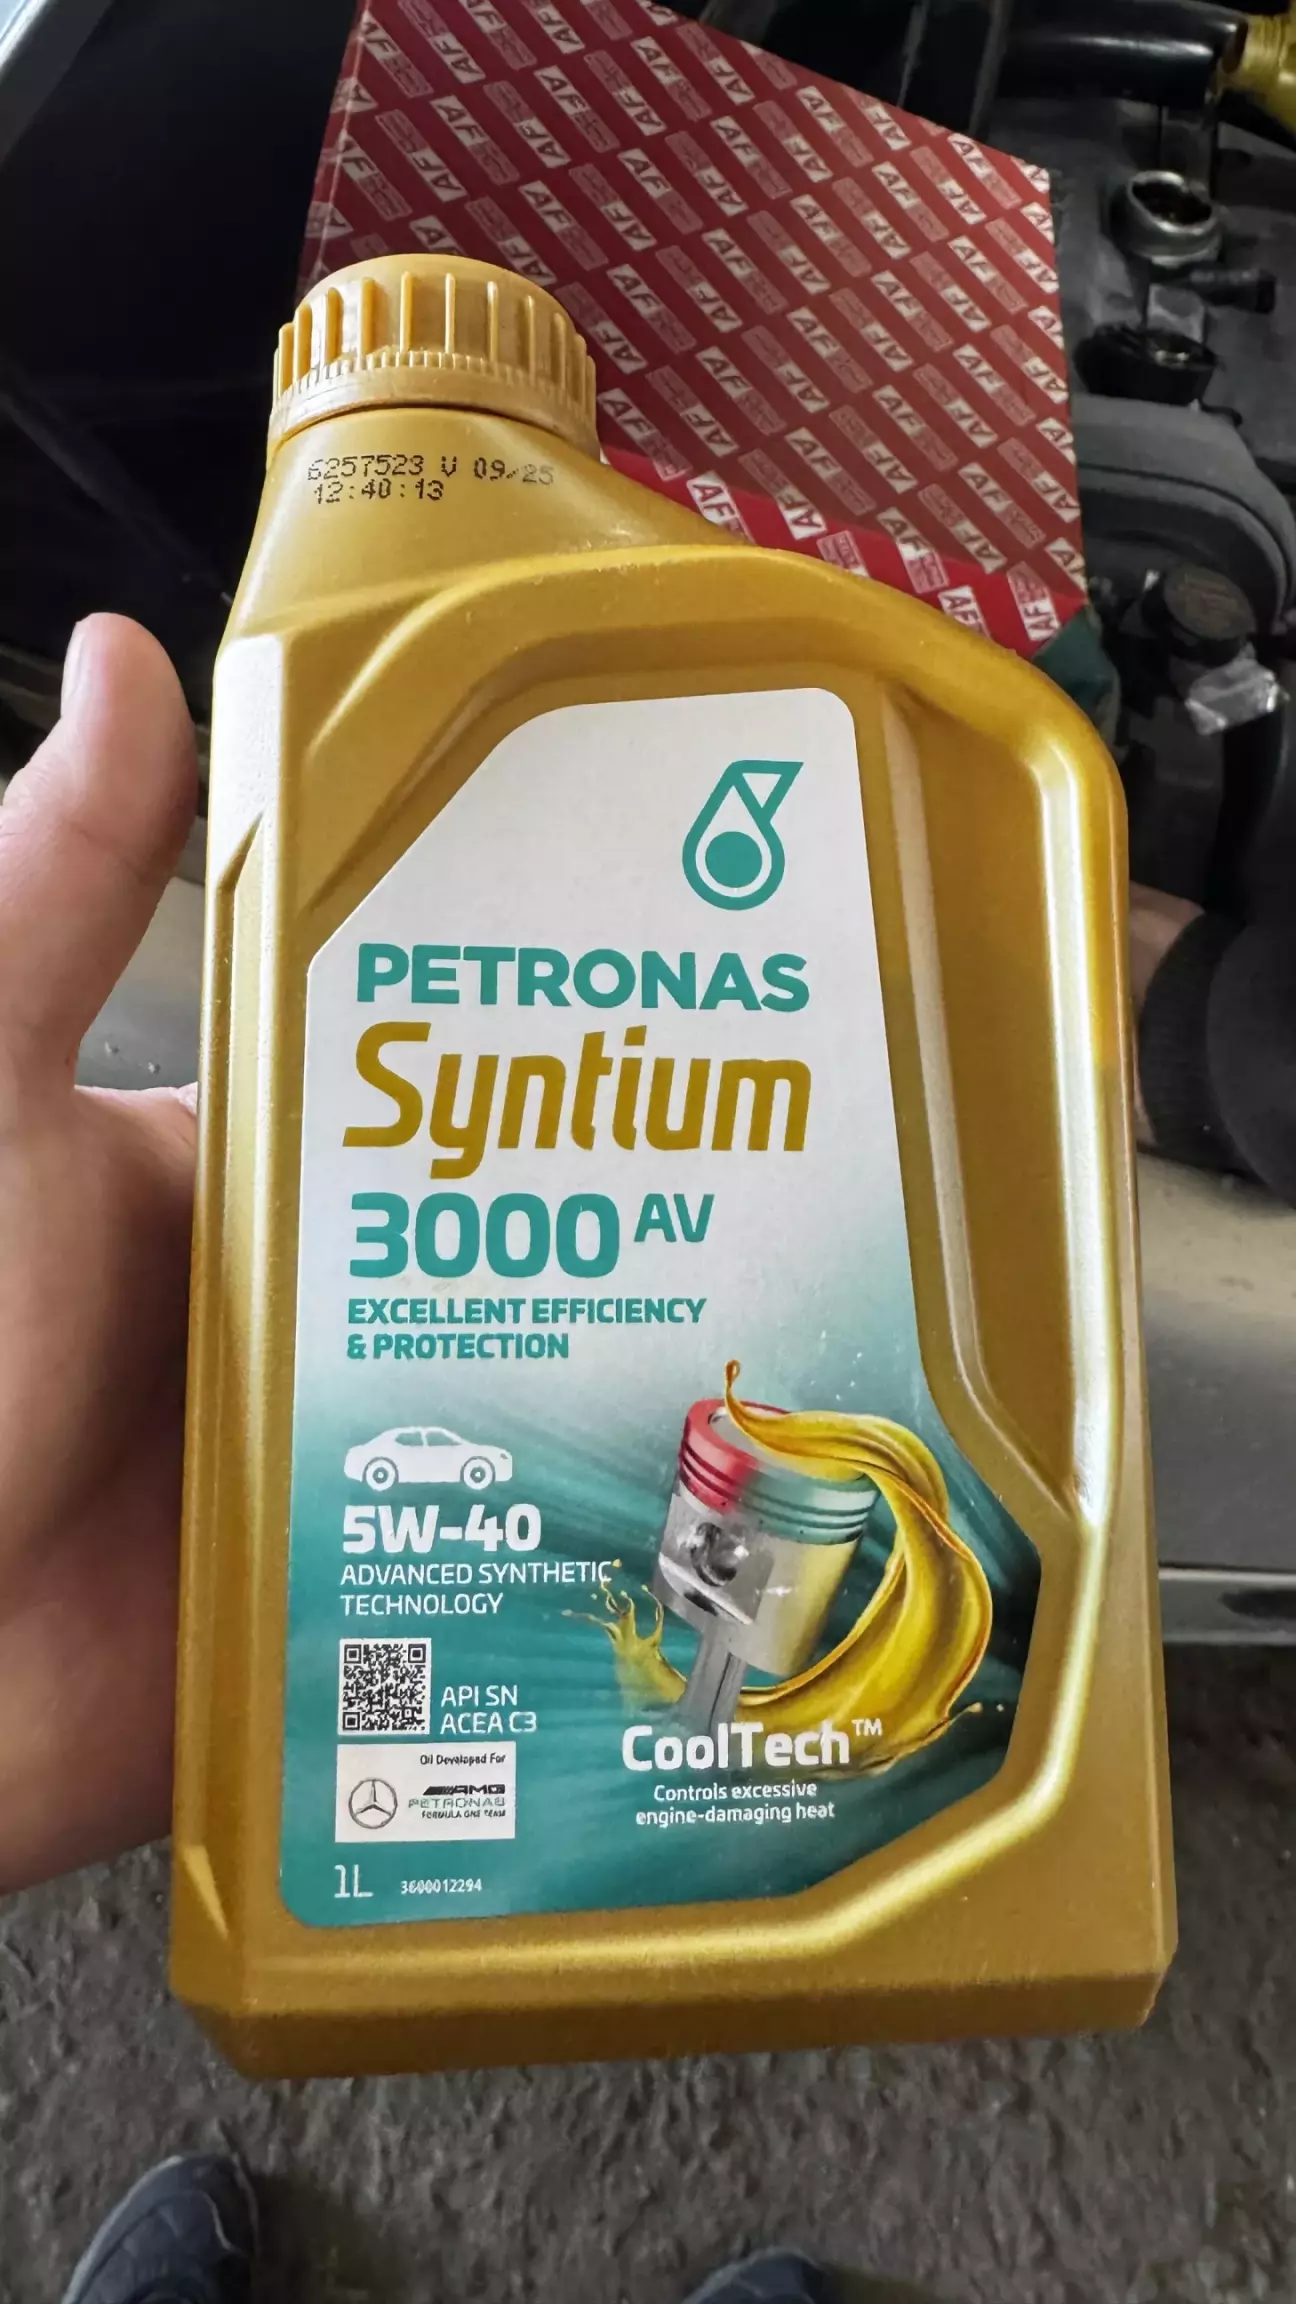 6257523 V 09/25
12:40:13
PETRONAS
Syntium
3000 AV
EXCELLENT EFFICIENCY
& PROTECTION
5W-40
ADVANCED SYNTHETIC
TECHNOLOGY
API SN
ACEA C3
Oil Developed For
AMG
PETRONAS
FORMULA ONE TEAM
CoolTech™
Controls excessive
engine-damaging heat
1L
3600012294